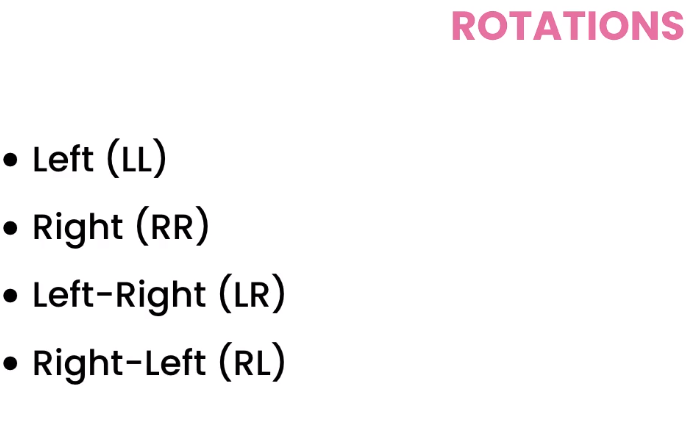 ROTATIONS
• Left (LL)
• Right (RR)
• Left-Right (LR)
• Right-Left (RL)